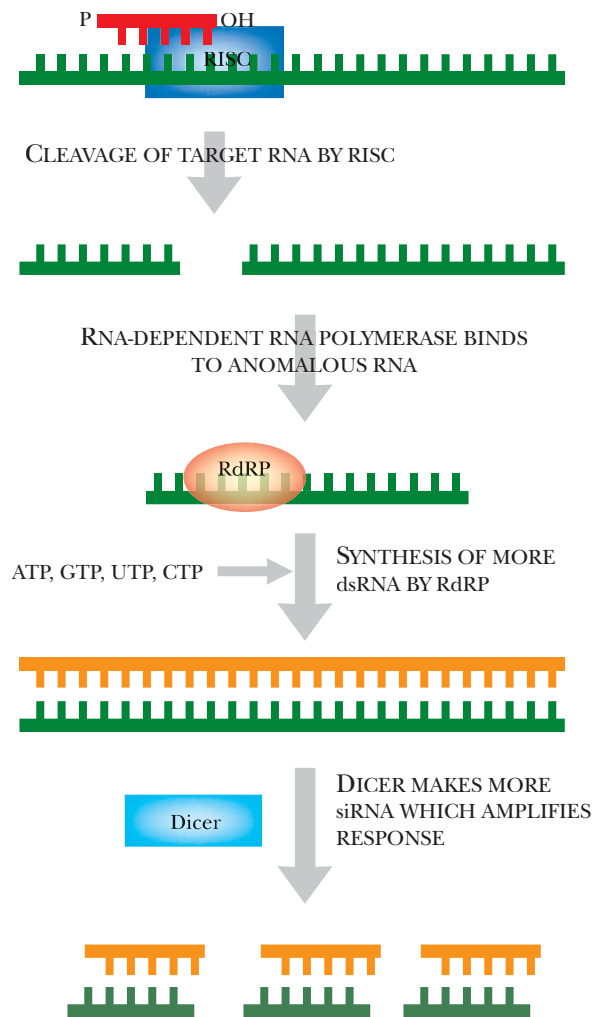 P OH
RISC
CLEAVAGE OF TARGET RNA BY RISC
RNA-DEPENDENT RNA POLYMERASE BINDS
TO ANOMALOUS RNA
RdRP
ATP, GTP, UTP, CTP
SYNTHESIS OF MORE
dsRNA BY RdRP
DICER MAKES MORE
siRNA WHICH AMPLIFIES
RESPONSE
Dicer